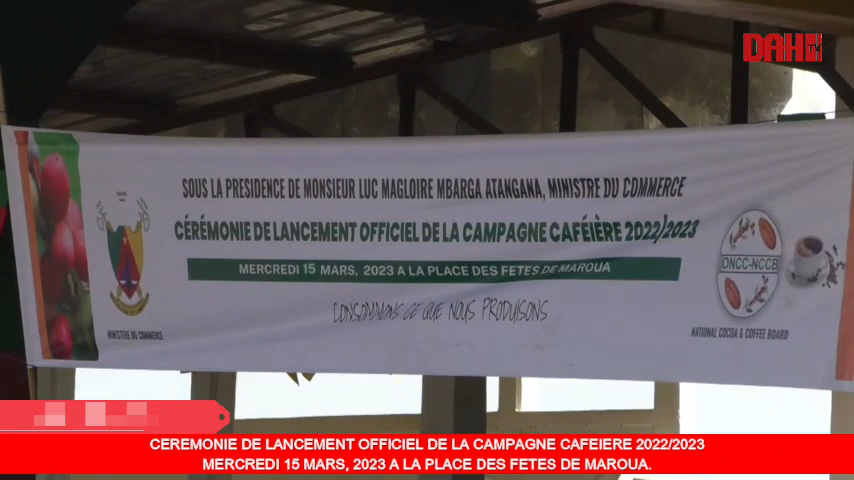 DAHTV
SOUS LA PRESIDENCE DE MONSIEUR LUC MAGLOIRE MBARGA ATANGANA, MINISTRE DU COMMERCE
CÉRÉMONIE DE LANCEMENT OFFICIEL DE LA CAMPAGNE CAFÉIÈRE 2022/2023
MERCREDI 15 MARS, 2023 A LA PLACE DES FETES DE MAROUA
CONSOMMONS CE QUE NOUS PRODUISONS
MINISTERE DU COMMERCE
ONCC-NCCB
NATIONAL COCOA & COFFEE BOARD
CEREMONIE DE LANCEMENT OFFICIEL DE LA CAMPAGNE CAFEIERE 2022/2023
MERCREDI 15 MARS, 2023 A LA PLACE DES FETES DE MAROUA.